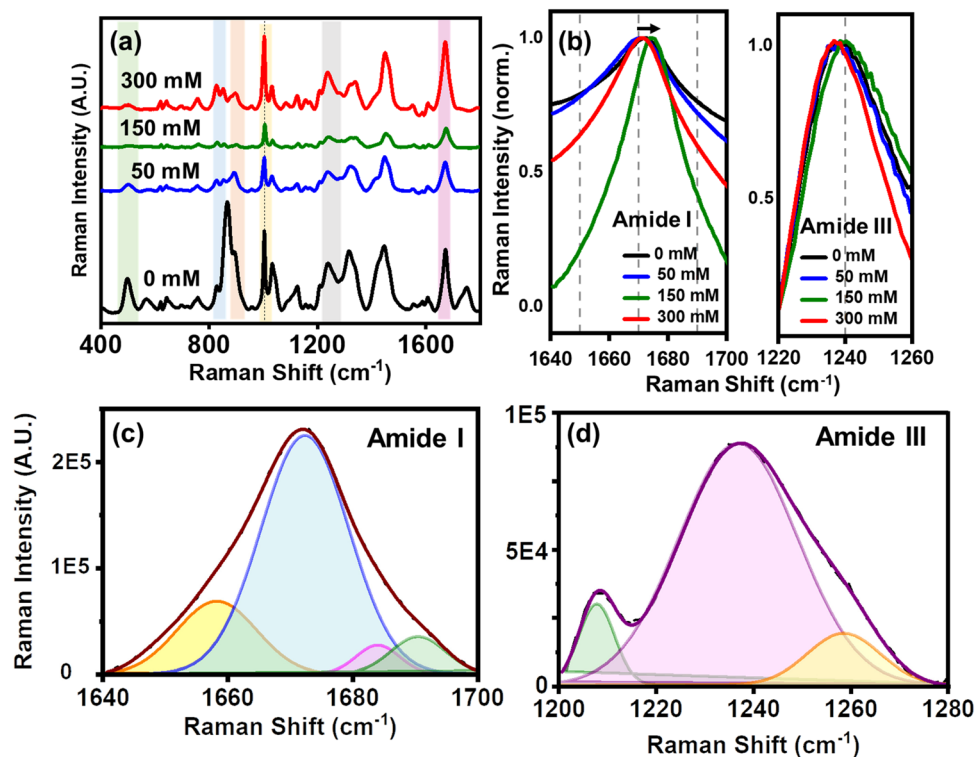 (a)
300 mM
150 mM
50 mM
0 mM
Raman Intensity (A.U.)
400 800 1200 1600
Raman Shift (cm⁻¹)
(b)
1.0
0.5
0.0
Raman Intensity (norm.)
Amide I
0 mM
50 mM
150 mM
300 mM
1640 1660 1680 1700
Raman Shift (cm⁻¹)
1.0
0.5
Amide III
0 mM
50 mM
150 mM
300 mM
1220 1240 1260
(c)
Amide I
2E5
1E5
0
Raman Intensity (A.U.)
1640 1660 1680 1700
Raman Shift (cm⁻¹)
(d)
Amide III
1E5
5E4
0
1200 1220 1240 1260 1280
Raman Shift (cm⁻¹)